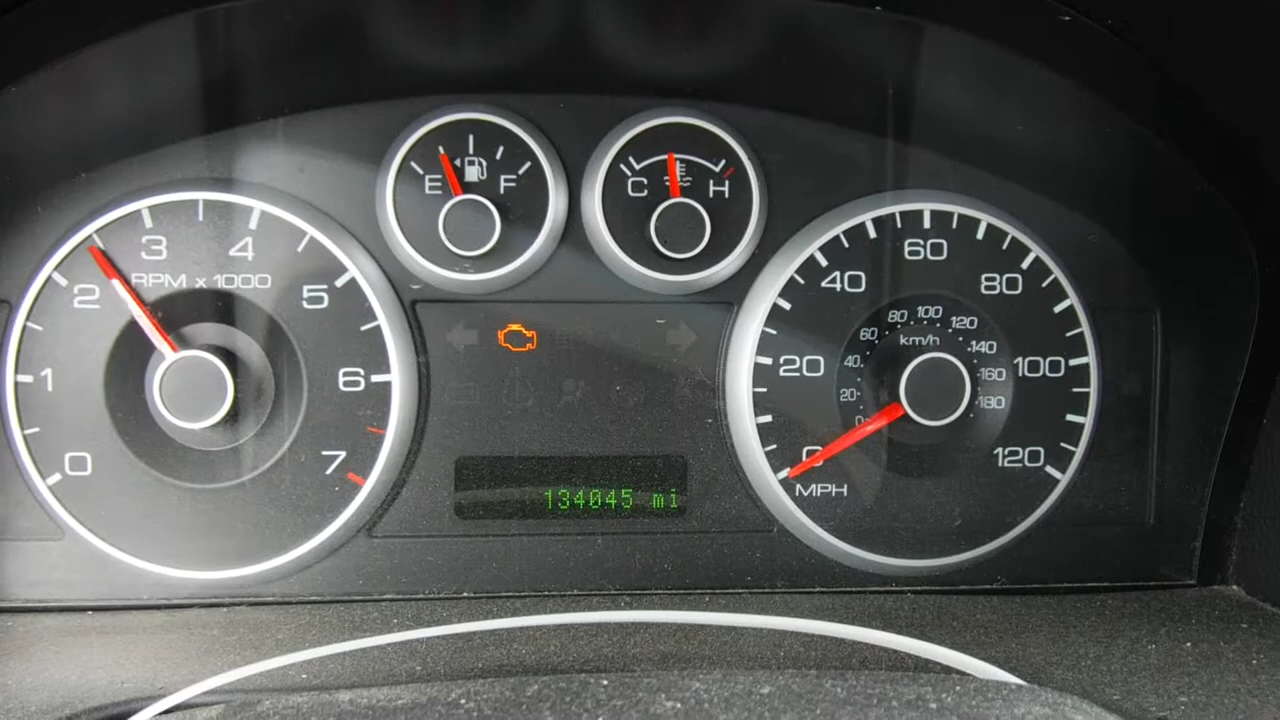 E F
C H
0 1 2 3 4 5 6 7
RPM x 1000
0 20 40 60 80 100 120
MPH
0 20 40 60 80 100 120 140 160 180
km/h
134045 mi